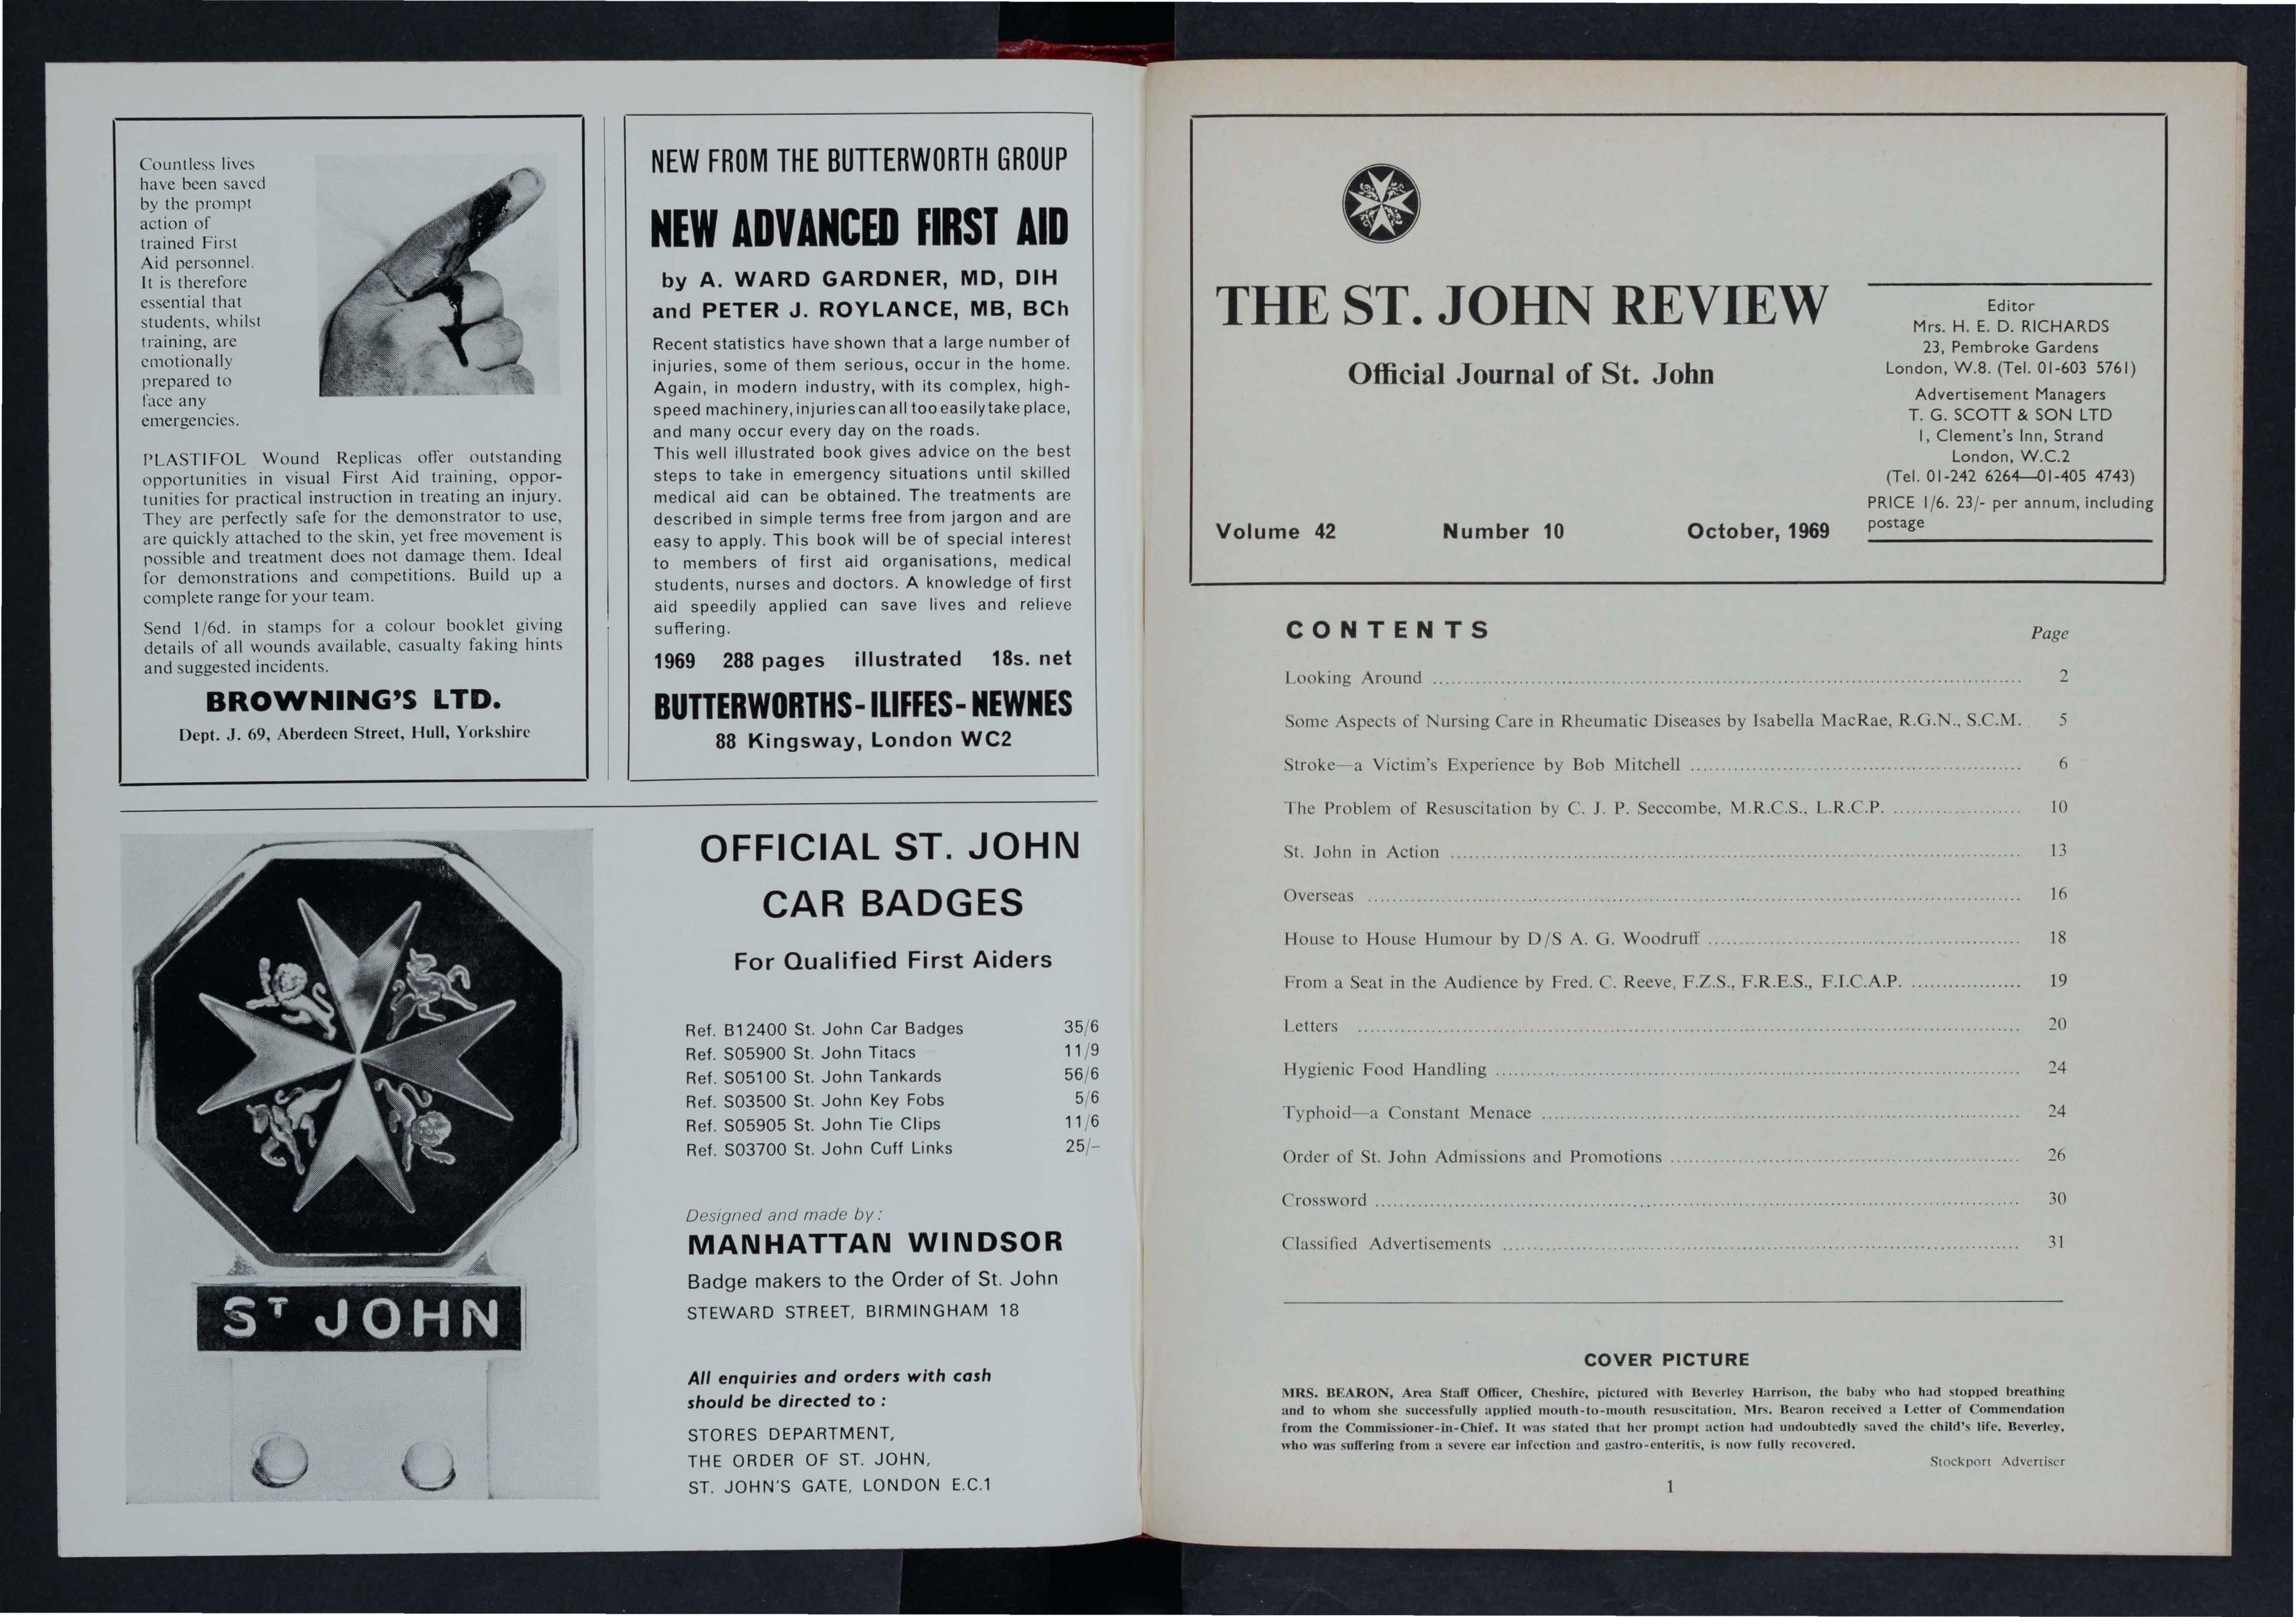 Countless lives
have been saved
by the prompt
action of
trained First
Aid personnel.
It is therefore
essential that
students, whilst
training, are
emotionally
prepared to
face any
emergencies.
PLASTIFOL Wound Replicas offer outstanding
opportunities in visual First Aid training, oppor-
tunities for practical instruction in treating an injury.
They are perfectly safe for the demonstrator to use,
are quickly attached to the skin, yet free movement is
possible and treatment does not damage them. Ideal
for demonstrations and competitions. Build up a
complete range for your team.
Send 1/6d. in stamps for a colour booklet giving
details of all wounds available, casualty faking hints
and suggested incidents.
BROWNING'S LTD.
Dept. J. 69, Aberdeen Street, Hull, Yorkshire
NEW FROM THE BUTTERWORTH GROUP
NEW ADVANCED FIRST AID
by A. WARD GARDNER, MD, DIH
and PETER J. ROYLANCE, MB, BCh
Recent statistics have shown that a large number of
injuries, some of them serious, occur in the home.
Again, in modern industry, with its complex, high-
speed machinery, injuries can all too easily take place,
and many occur every day on the roads.
This well illustrated book gives advice on the best
steps to take in emergency situations until skilled
medical aid can be obtained. The treatments are
described in simple terms free from jargon and are
easy to apply. This book will be of special interest
to members of first aid organisations, medical
students, nurses and doctors. A knowledge of first
aid speedily applied can save lives and relieve
suffering.
1969 288 pages illustrated 18s. net
BUTTERWORTHS-ILIFFES-NEWNES
88 Kingsway, London WC2
ST JOHN
OFFICIAL ST. JOHN
CAR BADGES
For Qualified First Aiders
Ref. B12400 St. John Car Badges 35/6
Ref. S05900 St. John Titacs 11/9
Ref. S05100 St. John Tankards 56/6
Ref. S03500 St. John Key Fobs 5/6
Ref. S05905 St. John Tie Clips 11/6
Ref. S03700 St. John Cuff Links 25/–
Designed and made by:
MANHATTAN WINDSOR
Badge makers to the Order of St. John
STEWARD STREET, BIRMINGHAM 18
All enquiries and orders with cash
should be directed to :
STORES DEPARTMENT,
THE ORDER OF ST. JOHN,
ST. JOHN'S GATE, LONDON E.C.1
THE ST. JOHN REVIEW
Official Journal of St. John
Volume 42 Number 10 October, 1969
Editor
Mrs. H. E. D. RICHARDS
23, Pembroke Gardens
London, W.8. (Tel. 01-603 5761)
Advertisement Managers
T. G. SCOTT & SON LTD
1, Clement's Inn, Strand
London, W.C.2
(Tel. 01-242 6264—01-405 4743)
PRICE 1/6. 23/- per annum, including
postage
CONTENTS Page
Looking Around 2
Some Aspects of Nursing Care in Rheumatic Diseases by Isabella MacRae, R.G.N., S.C.M. 5
Stroke—a Victim's Experience by Bob Mitchell 6
The Problem of Resuscitation by C. J. P. Seccombe, M.R.C.S., L.R.C.P. 10
St. John in Action 13
Overseas 16
House to House Humour by D/S A. G. Woodruff 18
From a Seat in the Audience by Fred. C. Reeve, F.Z.S., F.R.E.S., F.I.C.A.P. 19
Letters 20
Hygienic Food Handling 24
Typhoid—a Constant Menace 24
Order of St. John Admissions and Promotions 26
Crossword 30
Classified Advertisements 31
COVER PICTURE
MRS. BEARON, Area Staff Officer, Cheshire, pictured with Beverley Harrison, the baby who had stopped breathing
and to whom she successfully applied mouth-to-mouth resuscitation. Mrs. Bearon received a Letter of Commendation
from the Commissioner-in-Chief. It was stated that her prompt action had undoubtedly saved the child's life. Beverley,
who was suffering from a severe ear infection and gastro-enteritis, is now fully recovered.
Stockport Advertiser
1